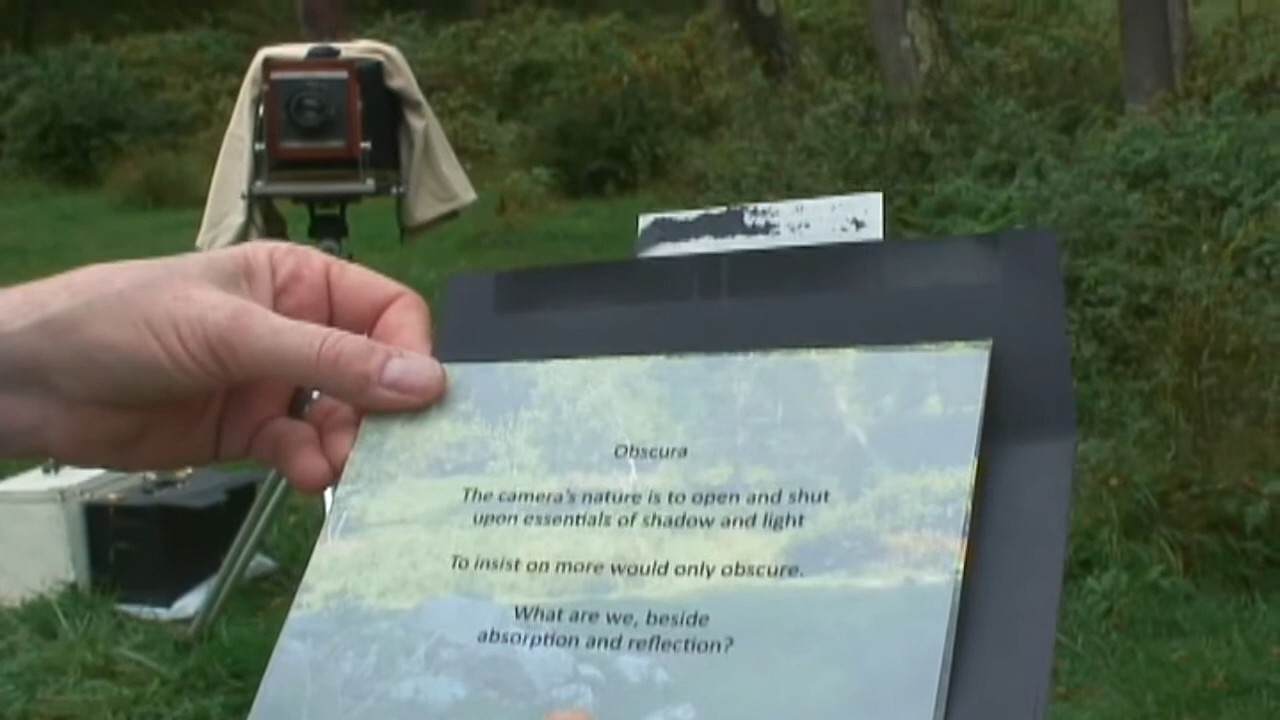 Obscura
The camera's nature is to open and shut
upon essentials of shadow and light
To insist on more would only obscure.
What are we, beside
absorption and reflection?